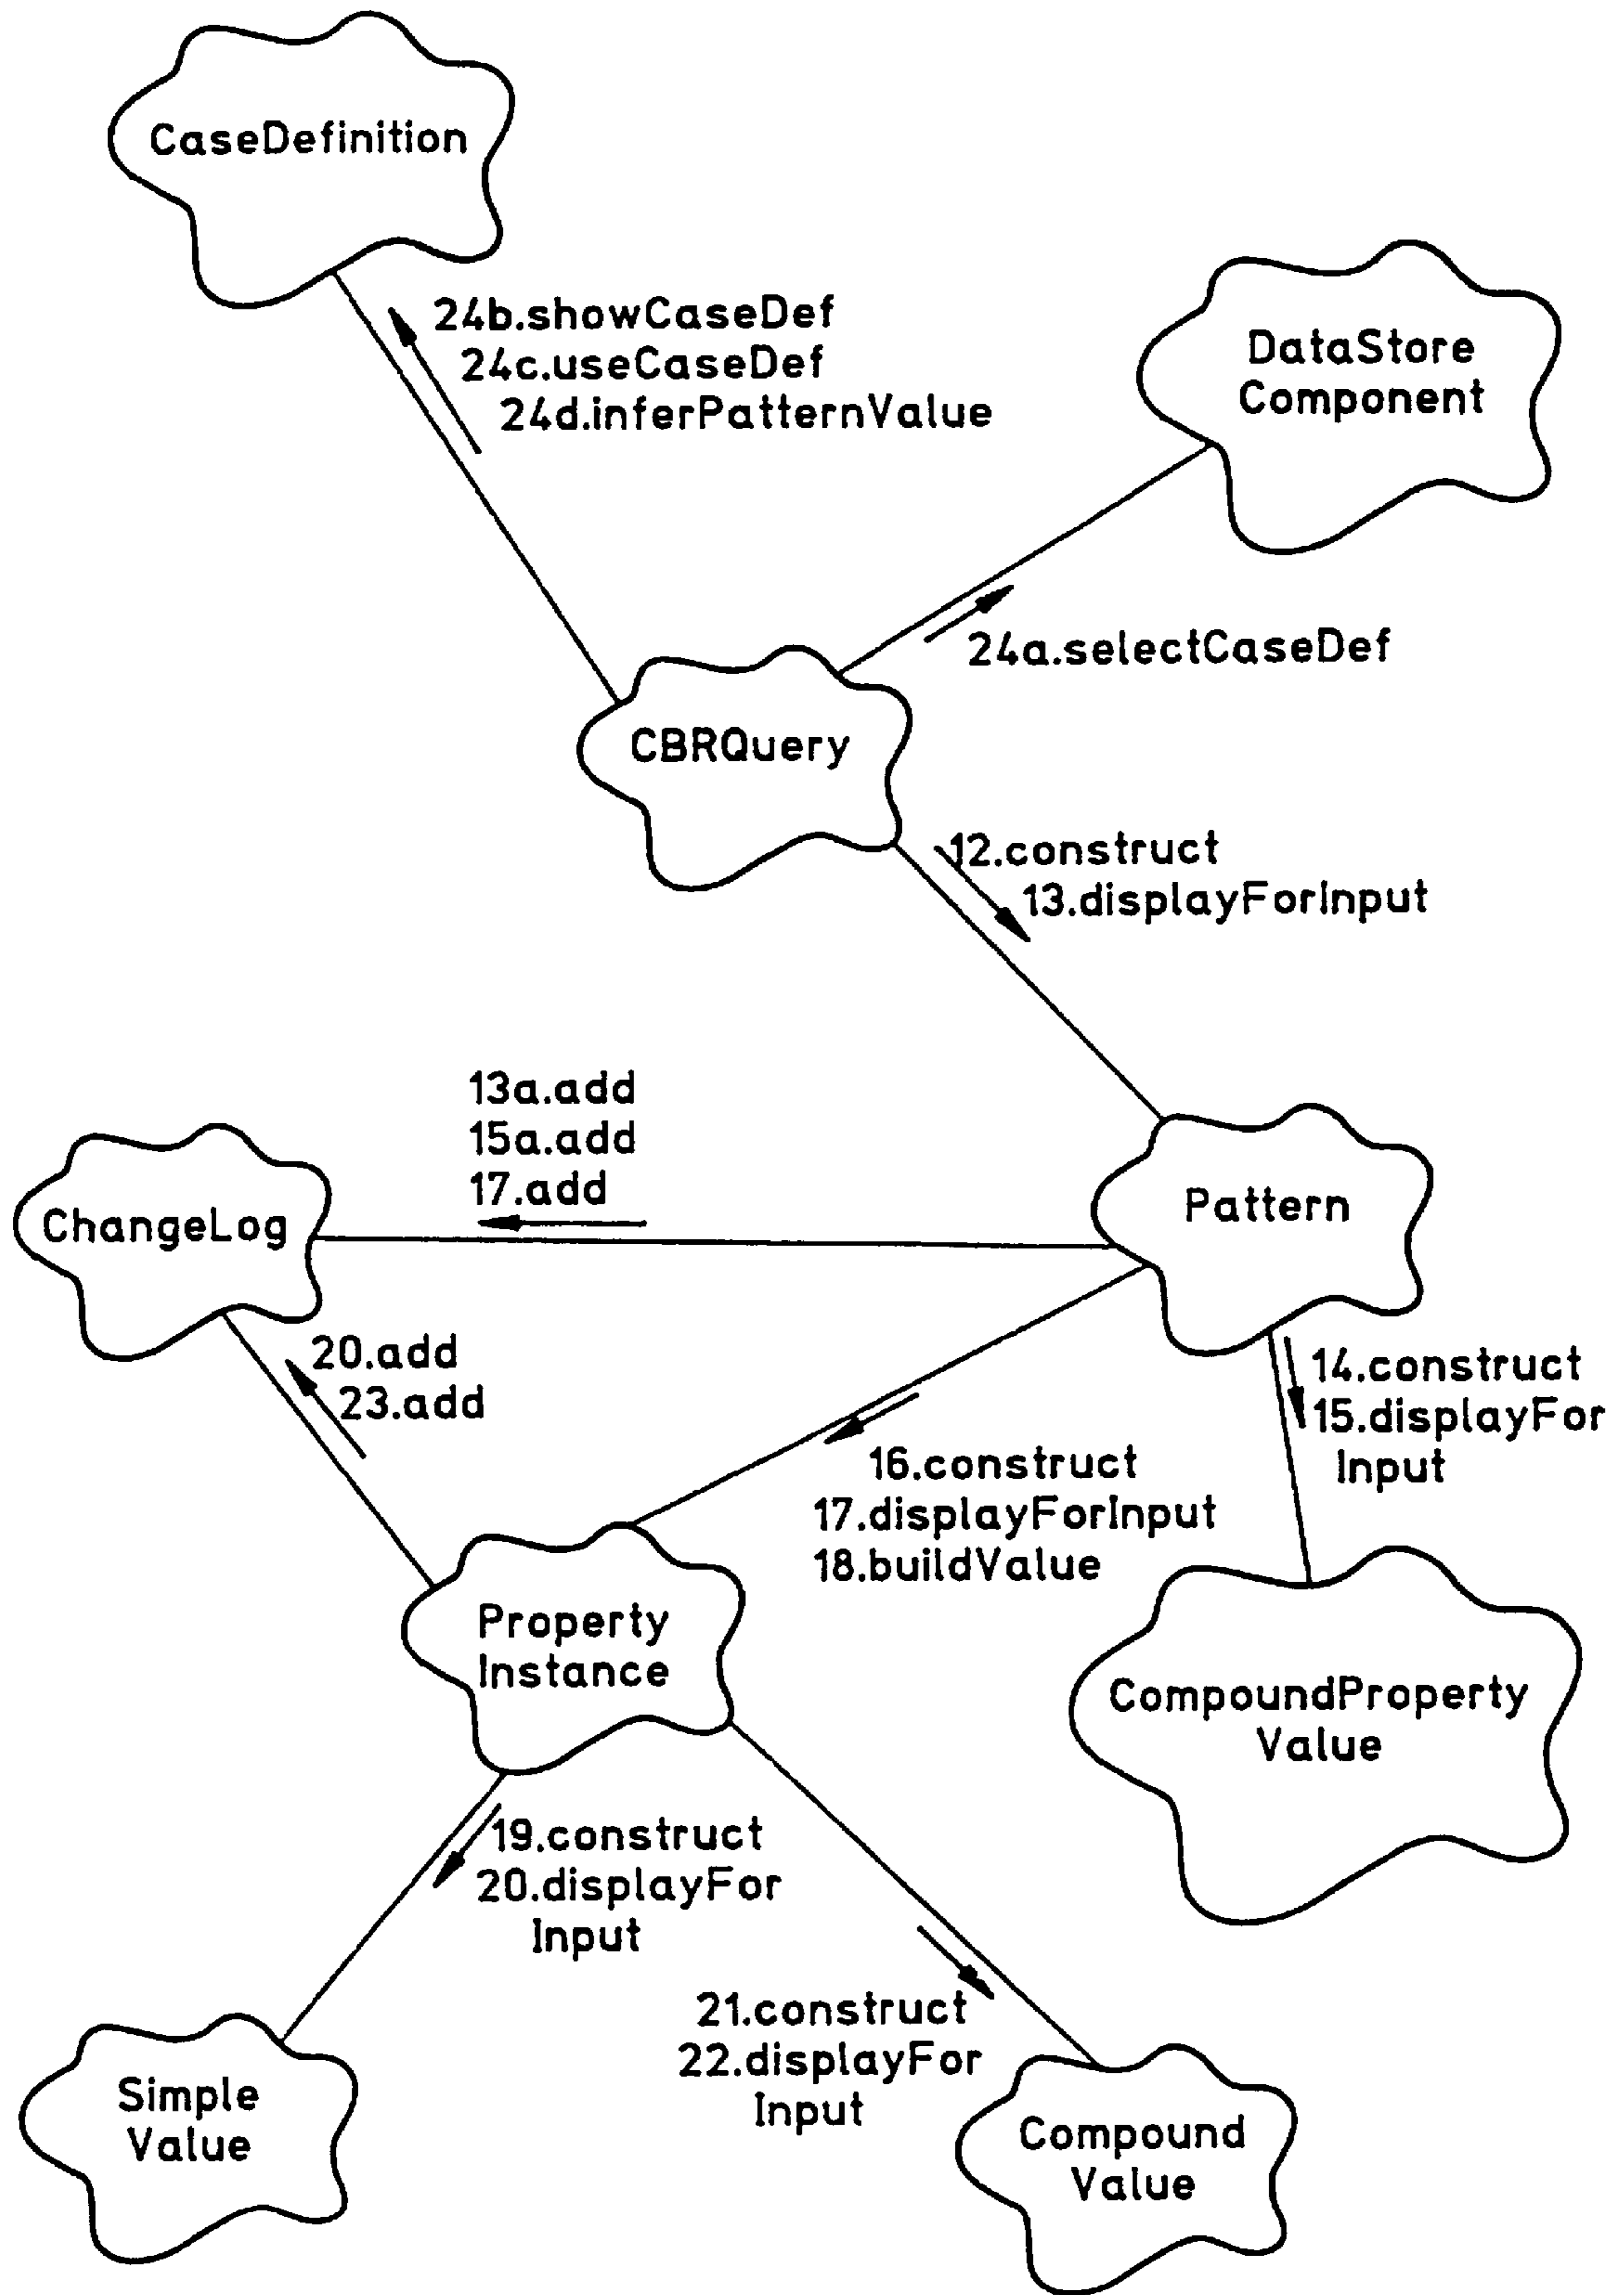 CaseDefinition
24b.showCaseDef
24c.useCaseDef
24d.inferPatternValue
DataStore
Component
24a.selectCaseDef
CBRQuery
12.construct
13.displayForInput
13a.add
15a.add
17.add
ChangeLog
Pattern
20.add
23.add
14.construct
15.displayFor
Input
16.construct
17.displayForInput
18.buildValue
Property
Instance
CompoundProperty
Value
19.construct
20.displayFor
Input
21.construct
22.displayFor
Input
Simple
Value
Compound
Value